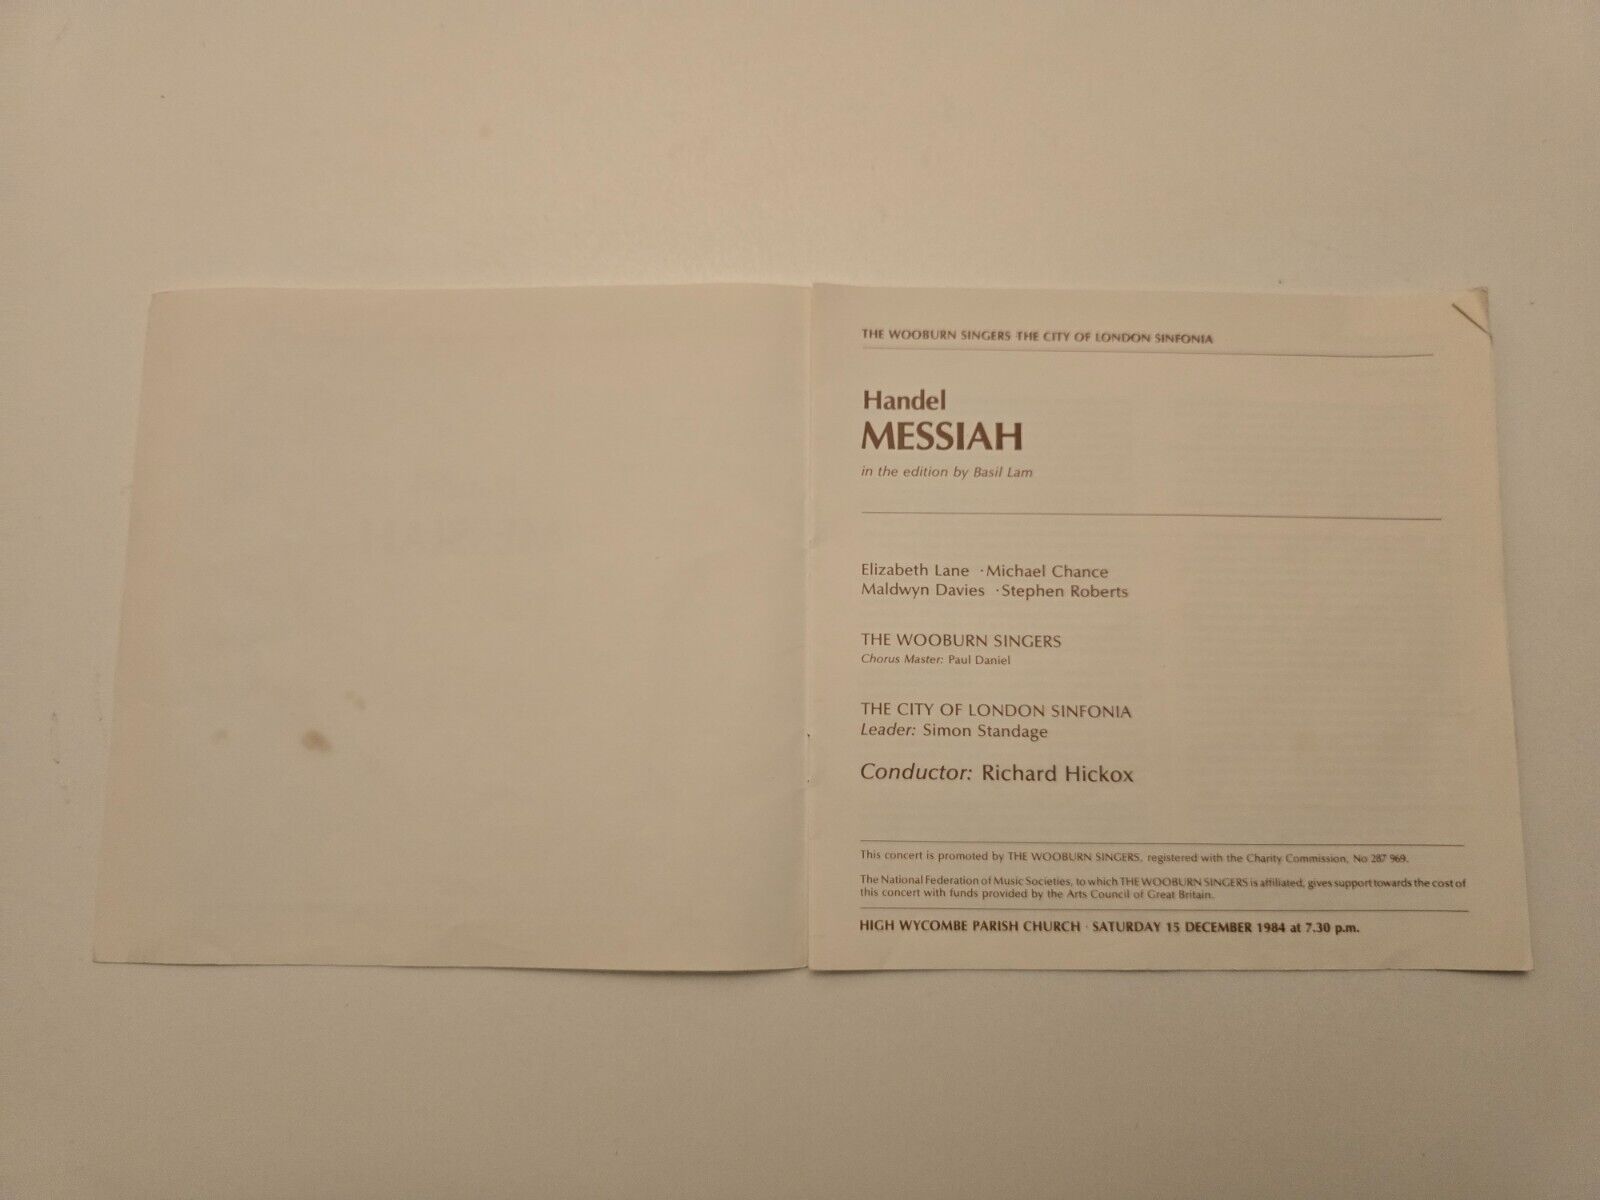 THE WOOBURN SINGERS THE CITY OF LONDON SINFONIA
Handel
MESSIAH
in the edition by Basil Lam
Elizabeth Lane · Michael Chance
Maldwyn Davies · Stephen Roberts
THE WOOBURN SINGERS
Chorus Master: Paul Daniel
THE CITY OF LONDON SINFONIA
Leader: Simon Standage
Conductor: Richard Hickox
This concert is promoted by THE WOOBURN SINGERS, registered with the Charity Commission, No 287 969.
The National Federation of Music Societies, to which THE WOOBURN SINGERS is affiliated, gives support towards the cost of
this concert with funds provided by the Arts Council of Great Britain.
HIGH WYCOMBE PARISH CHURCH · SATURDAY 15 DECEMBER 1984 at 7.30 p.m.